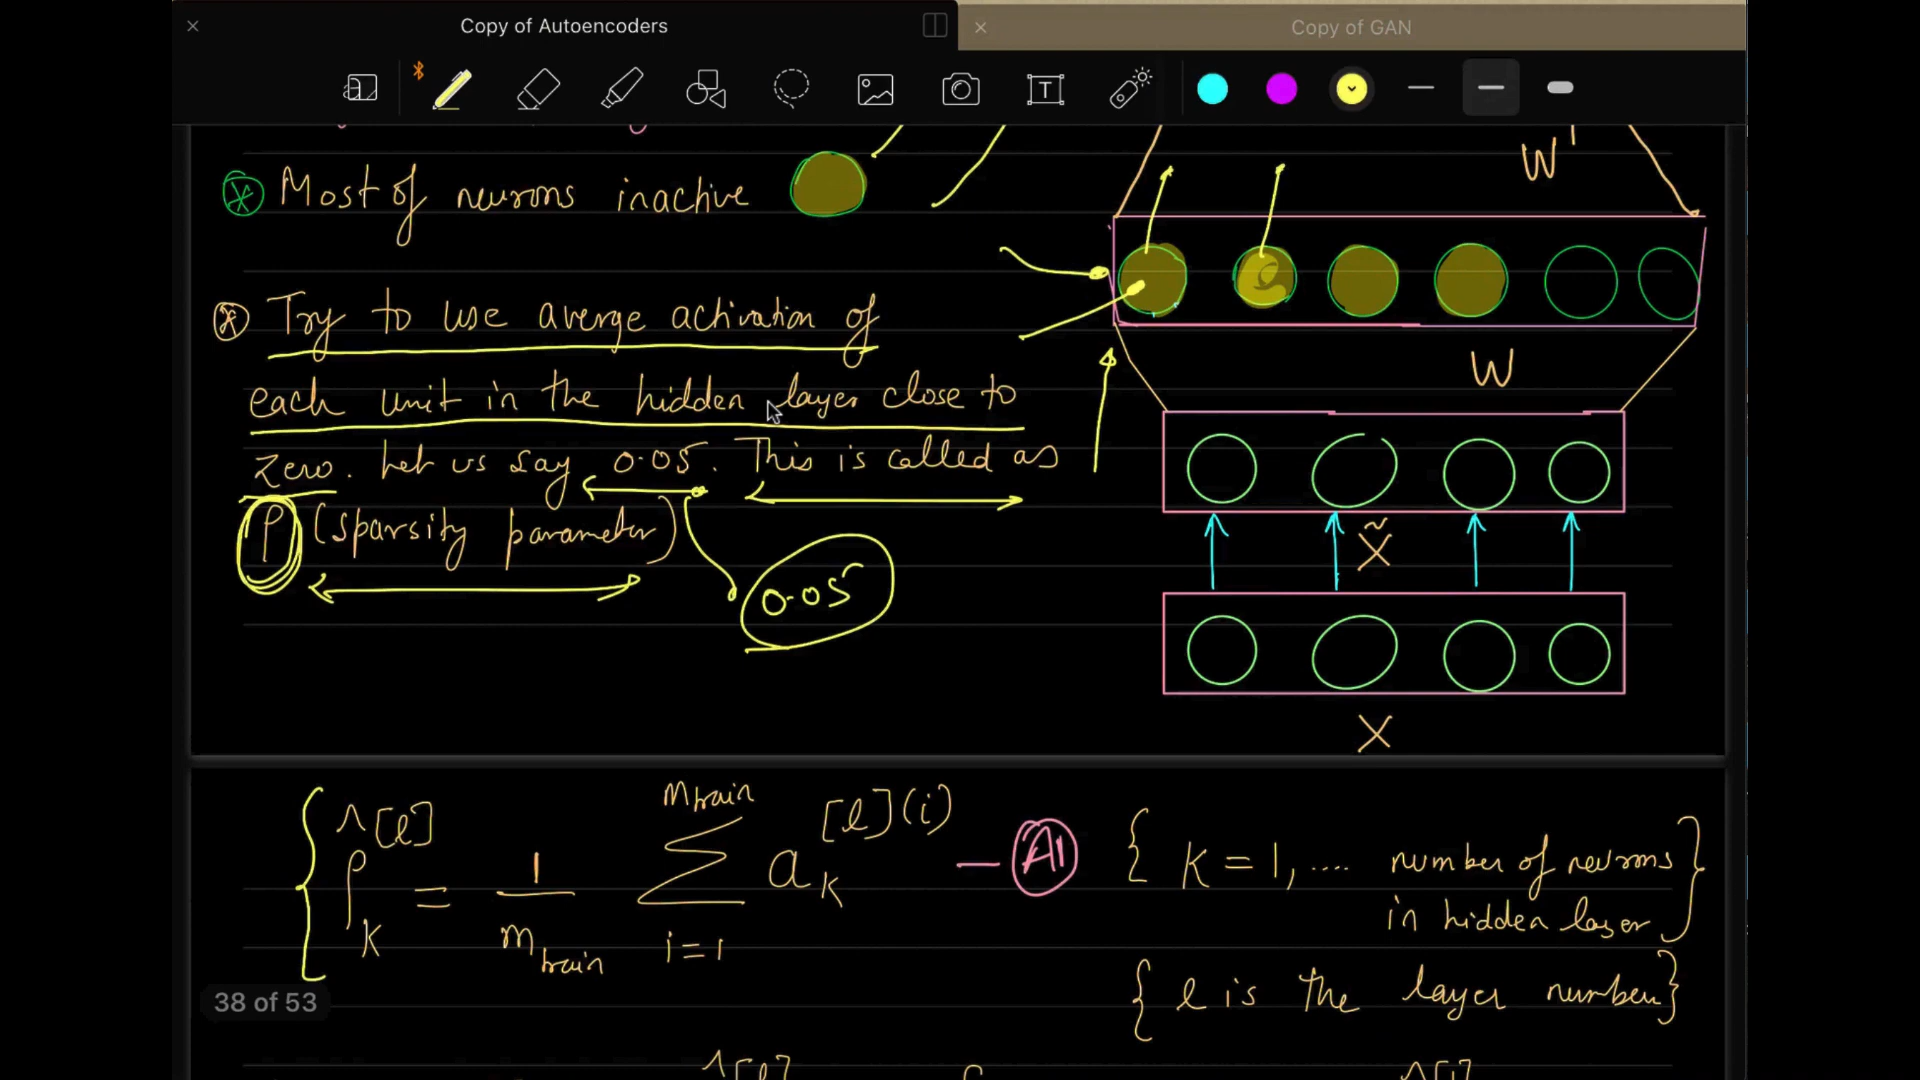 Copy of Autoencoders
Copy of GAN
T
Most of neurons inactive
W'
Try to use averge activation of
each unit in the hidden layer close to
zero. Let us say 0.05. This is called as
ρ (sparsity parameter)
0.05
W
X̃
X
ρ̂_K^[l] = 1/m_train Σ_{i=1}^{m_train} a_K^[l](i) — A1
{ K = 1, .... number of neurons
in hidden layer }
{ l is the layer number }
38 of 53